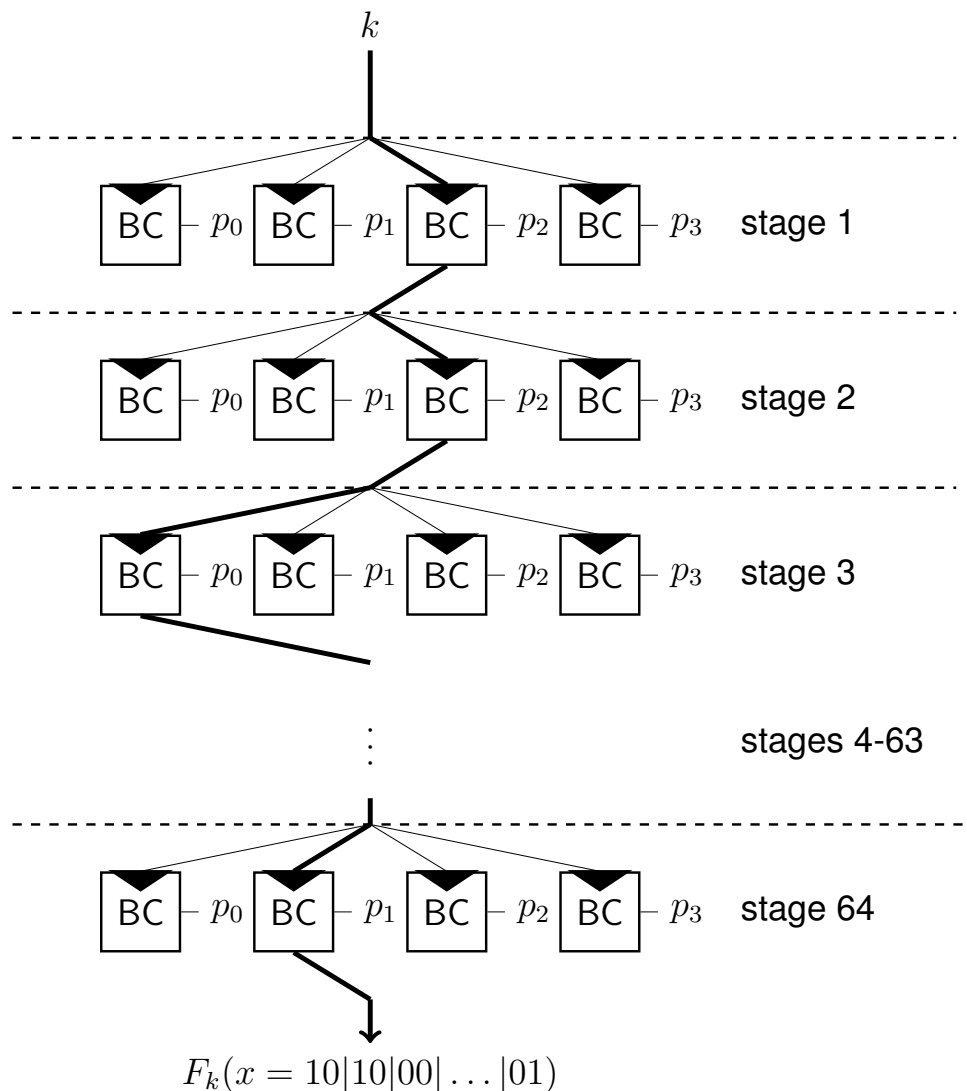 k
BC p₀ BC p₁ BC p₂ BC p₃ stage 1
BC p₀ BC p₁ BC p₂ BC p₃ stage 2
BC p₀ BC p₁ BC p₂ BC p₃ stage 3
⋮ stages 4-63
BC p₀ BC p₁ BC p₂ BC p₃ stage 64
Fₖ(x = 10|10|00| . . . |01)